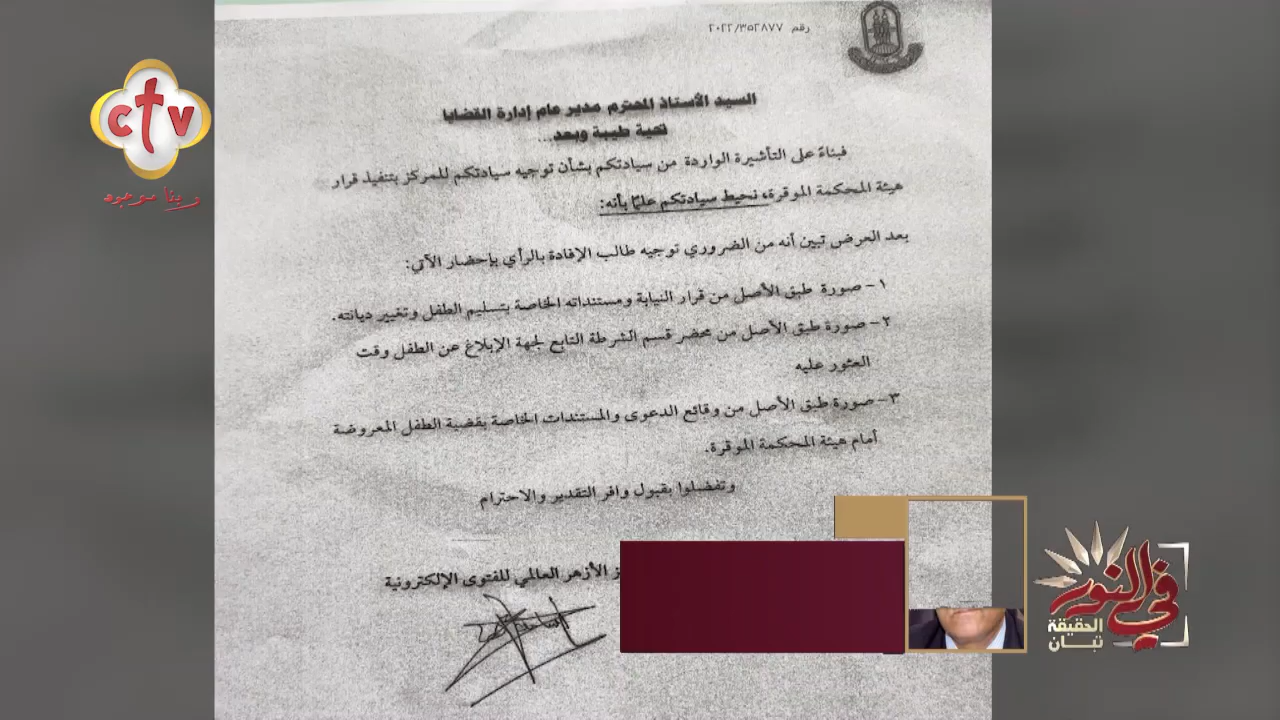 رقم ٢٠٢٢/٣٥٢٨٧٧
ctv
وربنا موجود
السيد الأستاذ المحترم مدير عام إدارة القضايا
تحية طيبة وبعد...
فبناءً على التأشيرة الواردة من سيادتكم بشأن توجيه سيادتكم للمركز بتنفيذ قرار
هيئة المحكمة الموقرة، نحيط سيادتكم علمًا بأنه:
بعد العرض تبين أنه من الضروري توجيه طالب الإفادة بالرأي بإحضار الآتي:
١- صورة طبق الأصل من قرار النيابة ومستنداته الخاصة بتسليم الطفل وتغيير ديانته.
٢- صورة طبق الأصل من محضر قسم الشرطة التابع لجهة الإبلاغ عن الطفل وقت
العثور عليه
٣- صورة طبق الأصل من وقائع الدعوى والمستندات الخاصة بقضية الطفل المعروضة
أمام هيئة المحكمة الموقرة.
وتفضلوا بقبول وافر التقدير والاحترام
الأزهر العالمي للفتوى الإلكترونية
في النور
الحقيقة
تبان